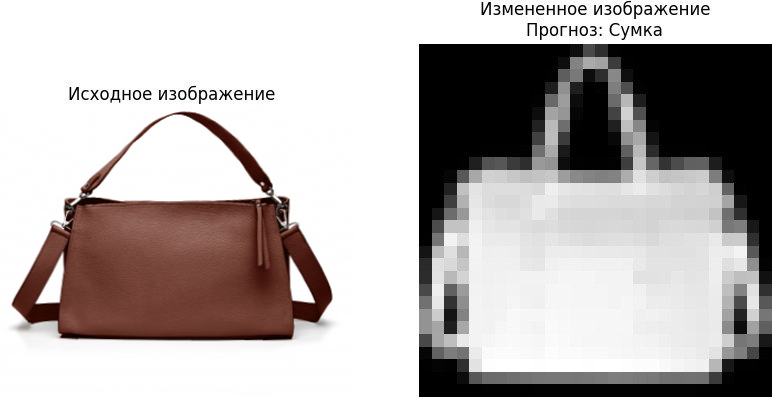 Исходное изображение
Измененное изображение
Прогноз: Сумка